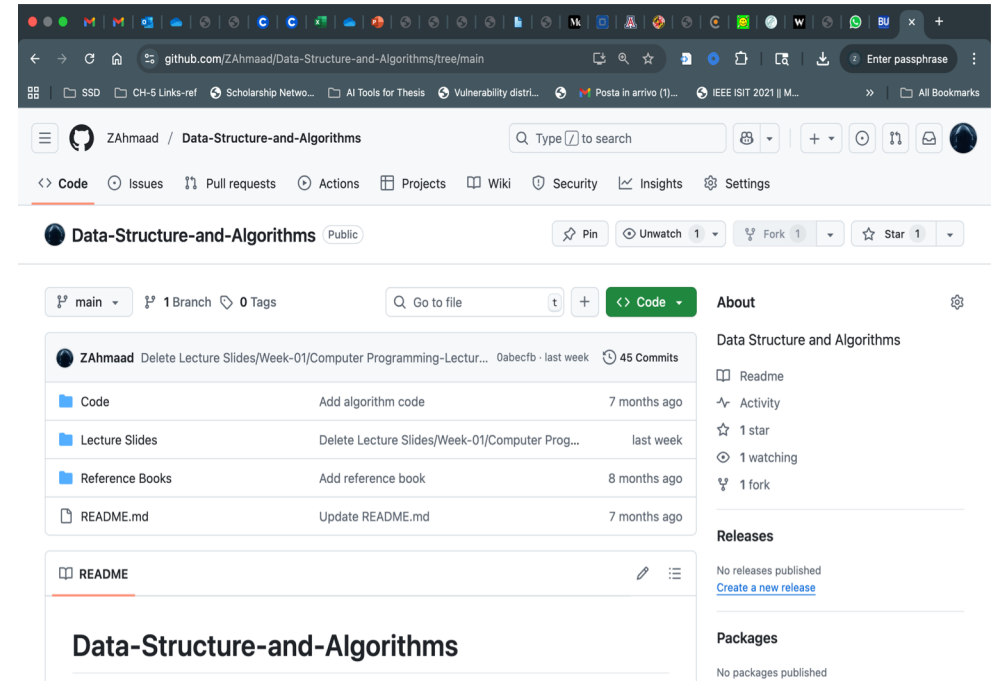 github.com/ZAhmaad/Data-Structure-and-Algorithms/tree/main
Enter passphrase
SSD CH-5 Links-ref Scholarship Netwo... AI Tools for Thesis Vulnerability distri... Posta in arrivo (1)... IEEE ISIT 2021 || M... » All Bookmarks
ZAhmaad / Data-Structure-and-Algorithms
Type / to search
<> Code Issues Pull requests Actions Projects Wiki Security Insights Settings
Data-Structure-and-Algorithms Public
Pin Unwatch 1 Fork 1 Star 1
main 1 Branch 0 Tags
Go to file t
<> Code
ZAhmaad Delete Lecture Slides/Week-01/Computer Programming-Lectur... 0abecfb · last week 45 Commits
Code Add algorithm code 7 months ago
Lecture Slides Delete Lecture Slides/Week-01/Computer Prog... last week
Reference Books Add reference book 8 months ago
README.md Update README.md 7 months ago
README
Data-Structure-and-Algorithms
About
Data Structure and Algorithms
Readme
Activity
1 star
1 watching
1 fork
Releases
No releases published
Create a new release
Packages
No packages published